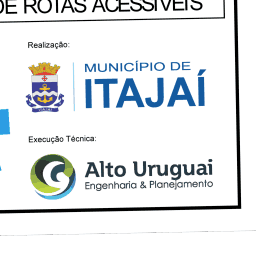 DE ROTAS ACESSÍVEIS
Realização:
MUNICÍPIO DE
ITAJAÍ
Execução Técnica:
Alto Uruguai
Engenharia & Planejamento